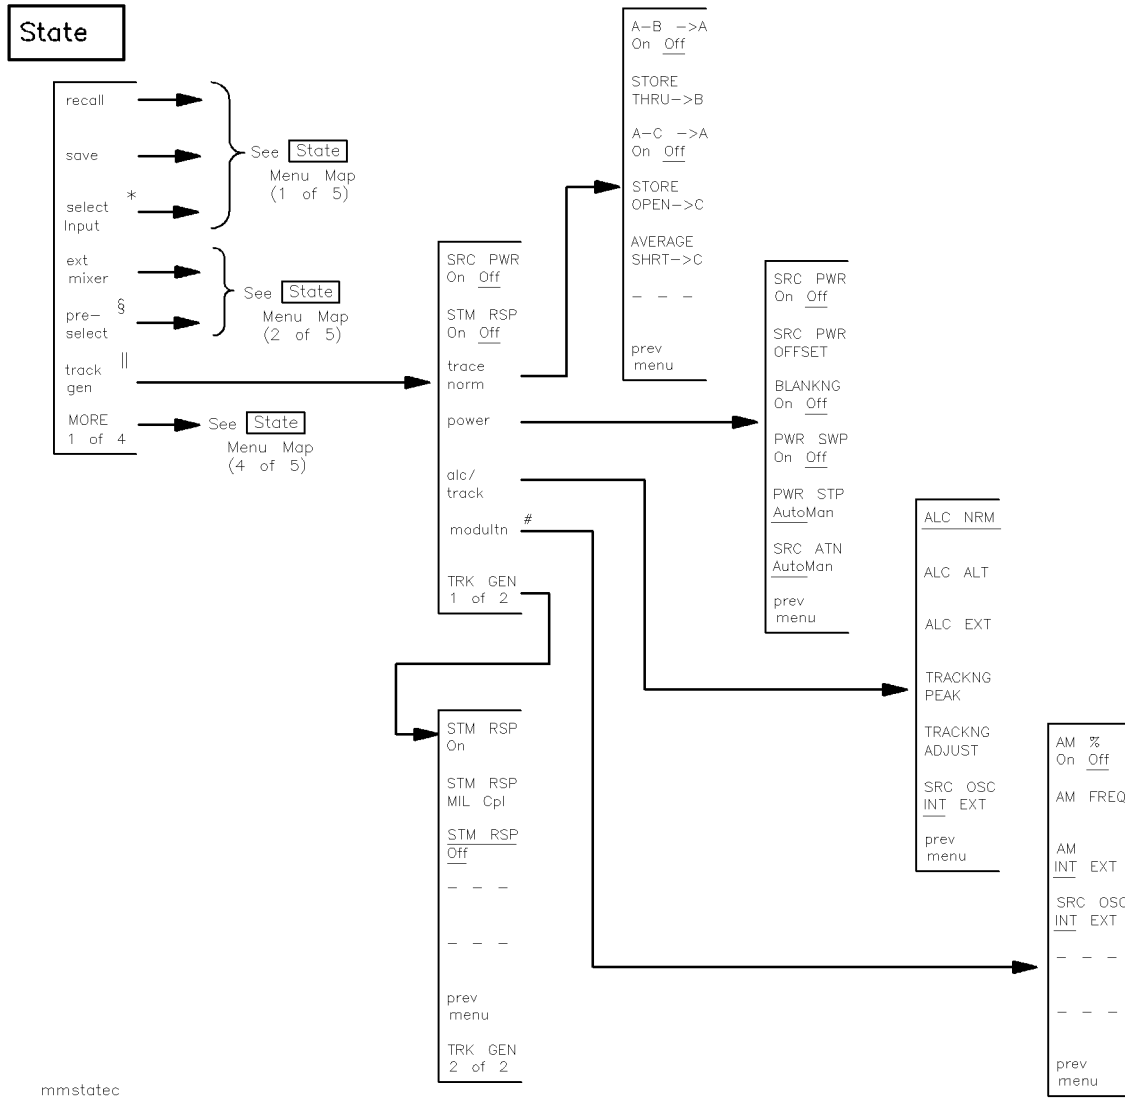 State
recall
save
*
select
Input
ext
mixer
§
pre-
select
||
track
gen
MORE
1 of 4
See State
Menu Map
(1 of 5)
See State
Menu Map
(2 of 5)
See State
Menu Map
(4 of 5)
SRC PWR
On Off
STM RSP
On Off
trace
norm
power
alc/
track
modultn #
TRK GEN
1 of 2
STM RSP
On
STM RSP
MIL Cpl
STM RSP
Off
- - -
- - -
prev
menu
TRK GEN
2 of 2
A-B ->A
On Off
STORE
THRU->B
A-C ->A
On Off
STORE
OPEN->C
AVERAGE
SHRT->C
- - -
prev
menu
SRC PWR
On Off
SRC PWR
OFFSET
BLANKNG
On Off
PWR SWP
On Off
PWR STP
AutoMan
SRC ATN
AutoMan
prev
menu
ALC NRM
ALC ALT
ALC EXT
TRACKNG
PEAK
TRACKNG
ADJUST
SRC OSC
INT EXT
prev
menu
AM %
On Off
AM FREQ
AM
INT EXT
SRC OSC
INT EXT
- - -
- - -
prev
menu
mmstatec